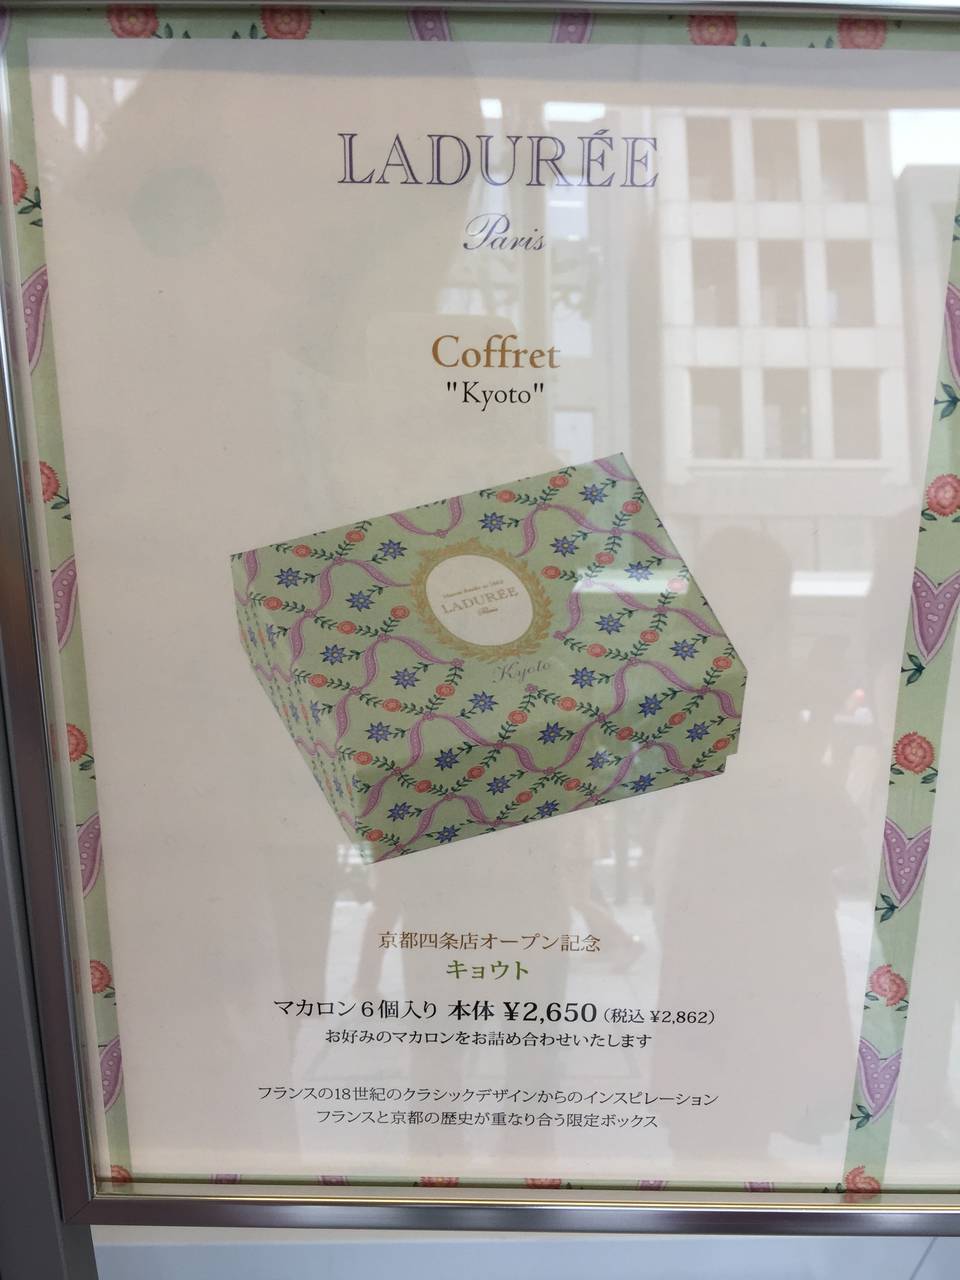 LADURÉE
Paris
Coffret
"Kyoto"
LADURÉE
Paris
Kyoto
京都四条店オープン記念
キョウト
マカロン6個入り 本体 ¥2,650（税込 ¥2,862）
お好みのマカロンをお詰め合わせいたします
フランスの18世紀のクラシックデザインからのインスピレーション
フランスと京都の歴史が重なり合う限定ボックス